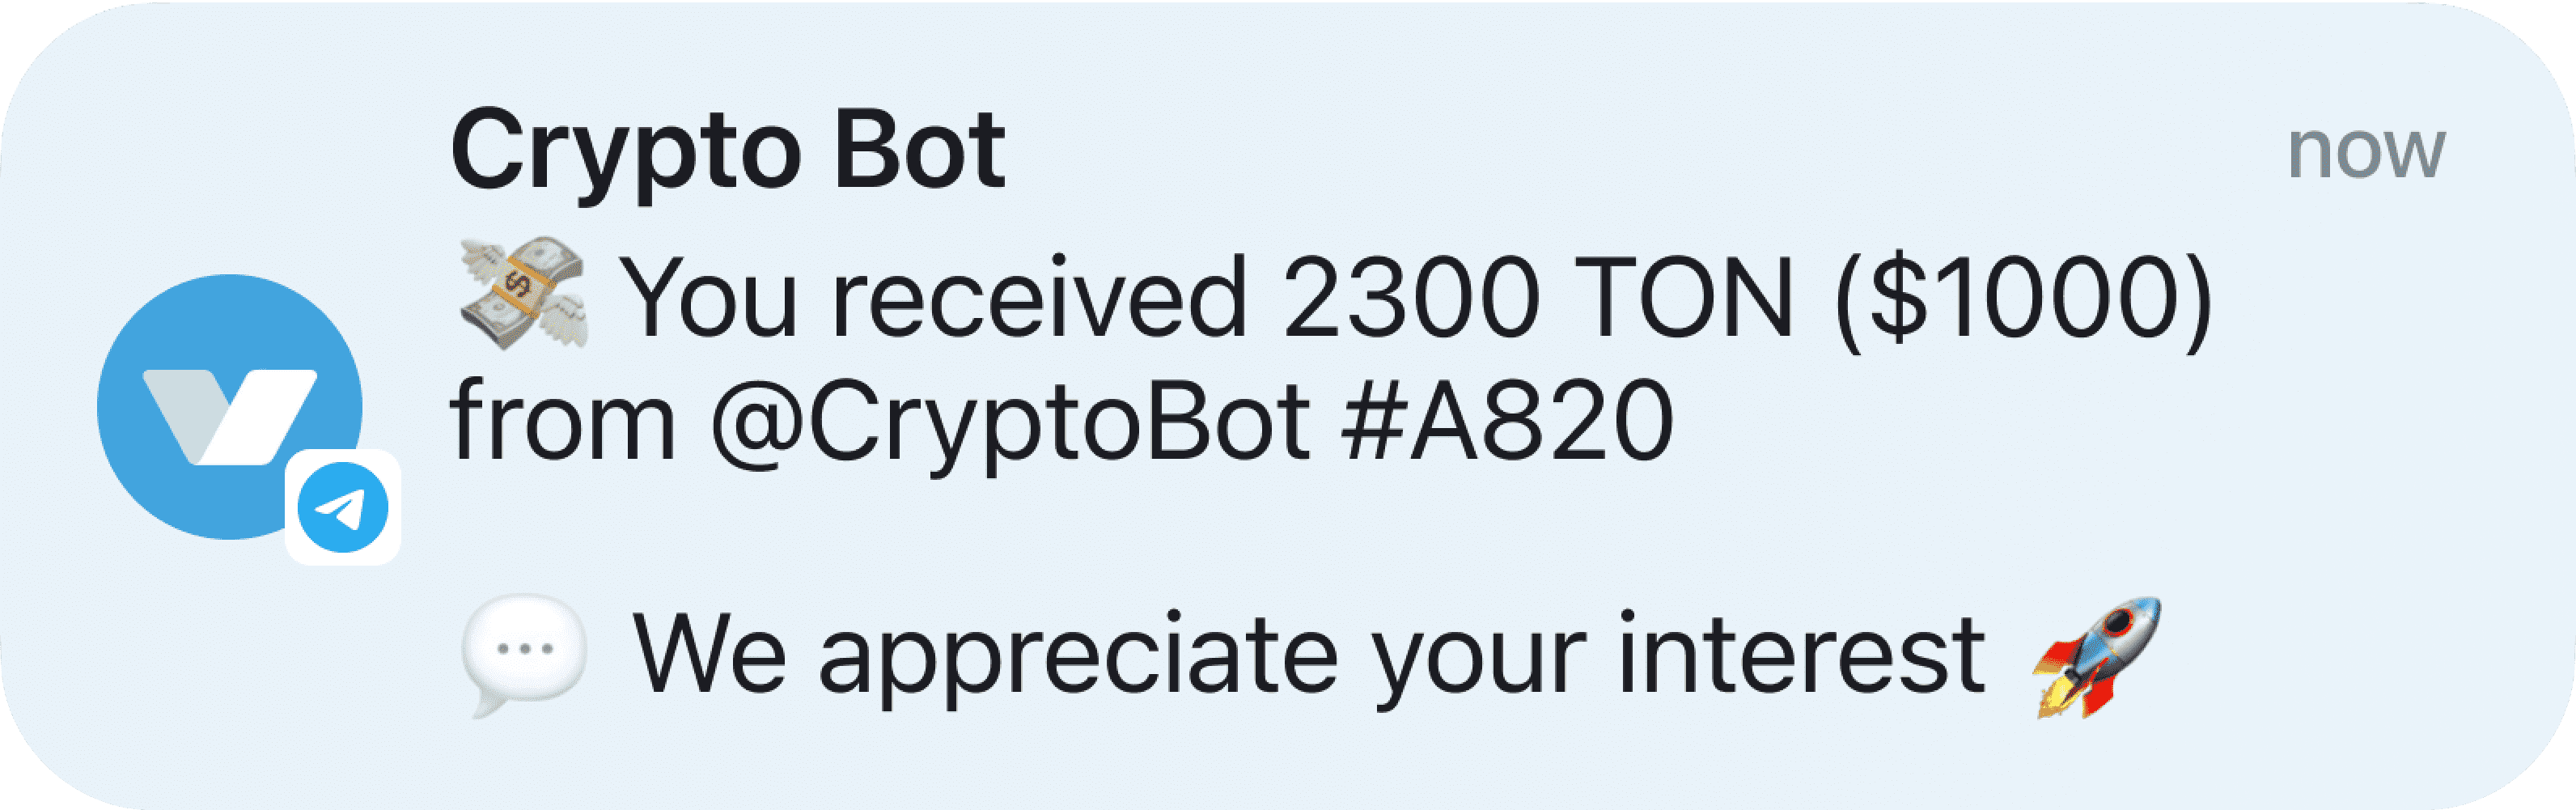 Crypto Bot
now
💸 You received 2300 TON ($1000)
from @CryptoBot #A820
💬 We appreciate your interest 🚀